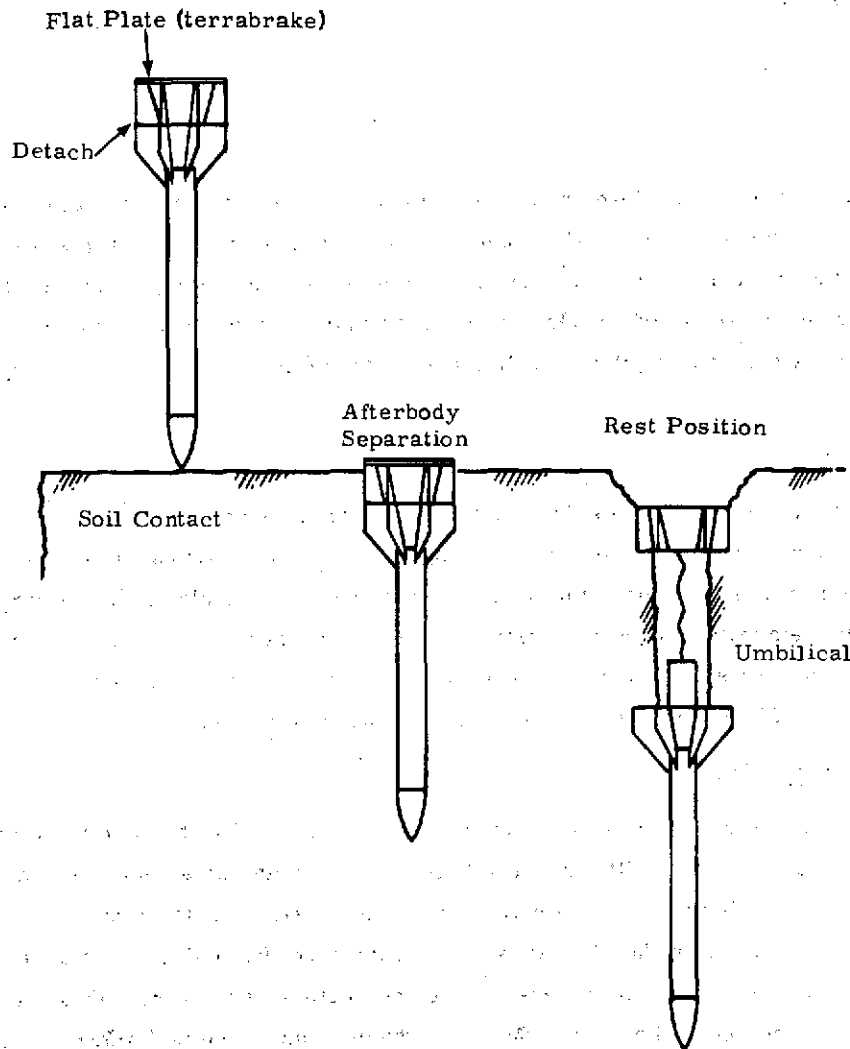 Flat Plate (terrabrake)
Detach
Afterbody
Separation
Rest Position
Soil Contact
Umbilical